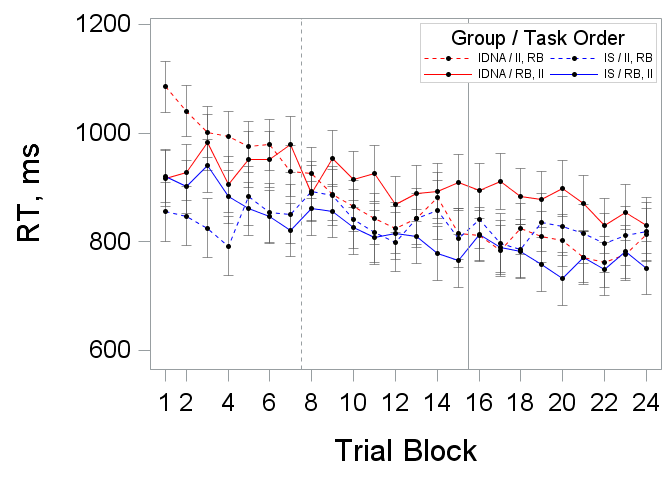 1200
1000
800
600
RT, ms
Group / Task Order
IDNA / II, RB IS / II, RB
IDNA / RB, II IS / RB, II
1 2 4 6 8 10 12 14 16 18 20 22 24
Trial Block